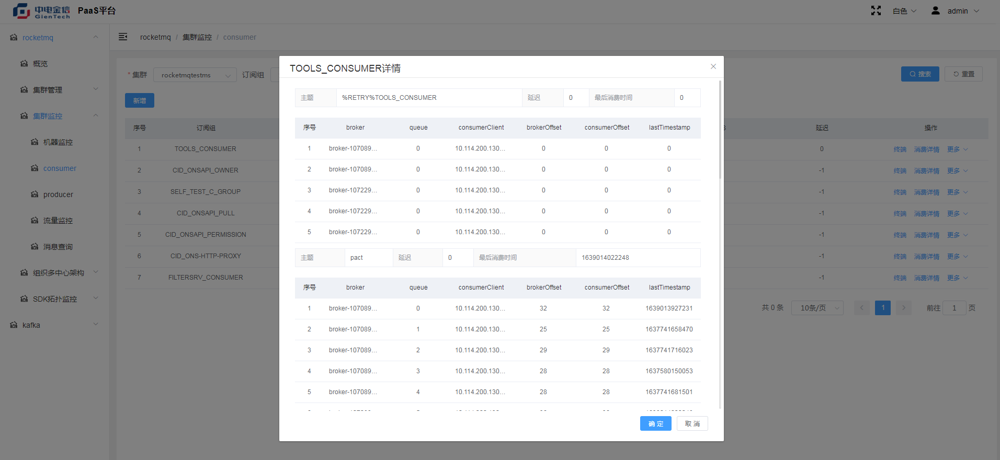 中电金信
GienTech
PaaS平台
白色
admin
rocketmq
概览
集群管理
集群监控
机器监控
consumer
producer
流量监控
消息查询
组织多中心架构
SDK拓扑监控
kafka
rocketmq / 集群监控 / consumer
* 集群 rocketmqtestms 订阅组
搜索 重置
新增
序号 订阅组 延迟 操作
1 TOOLS_CONSUMER 0 终端 消费详情 更多
2 CID_ONSAPI_OWNER -1 终端 消费详情 更多
3 SELF_TEST_C_GROUP -1 终端 消费详情 更多
4 CID_ONSAPI_PULL -1 终端 消费详情 更多
5 CID_ONSAPI_PERMISSION -1 终端 消费详情 更多
6 CID_ONS-HTTP-PROXY -1 终端 消费详情 更多
7 FILTERSRV_CONSUMER -1 终端 消费详情 更多
共 0 条 10条/页 1 前往 1 页
TOOLS_CONSUMER详情
主题 %RETRY%TOOLS_CONSUMER 延迟 0 最后消费时间 0
序号 broker queue consumerClient brokerOffset consumerOffset lastTimestamp
1 broker-107089... 0 10.114.200.130... 0 0 0
2 broker-107089... 0 10.114.200.130... 0 0 0
3 broker-107229... 0 10.114.200.130... 0 0 0
4 broker-107229... 0 10.114.200.130... 0 0 0
5 broker-107229... 0 10.114.200.130... 0 0 0
主题 pact 延迟 0 最后消费时间 1639014022248
序号 broker queue consumerClient brokerOffset consumerOffset lastTimestamp
1 broker-107089... 0 10.114.200.130... 32 32 1639013927231
2 broker-107089... 1 10.114.200.130... 25 25 1637741658470
3 broker-107089... 2 10.114.200.130... 29 29 1637741716023
4 broker-107089... 3 10.114.200.130... 28 28 1637580150053
5 broker-107089... 4 10.114.200.130... 28 28 1637741681501
确 定 取 消